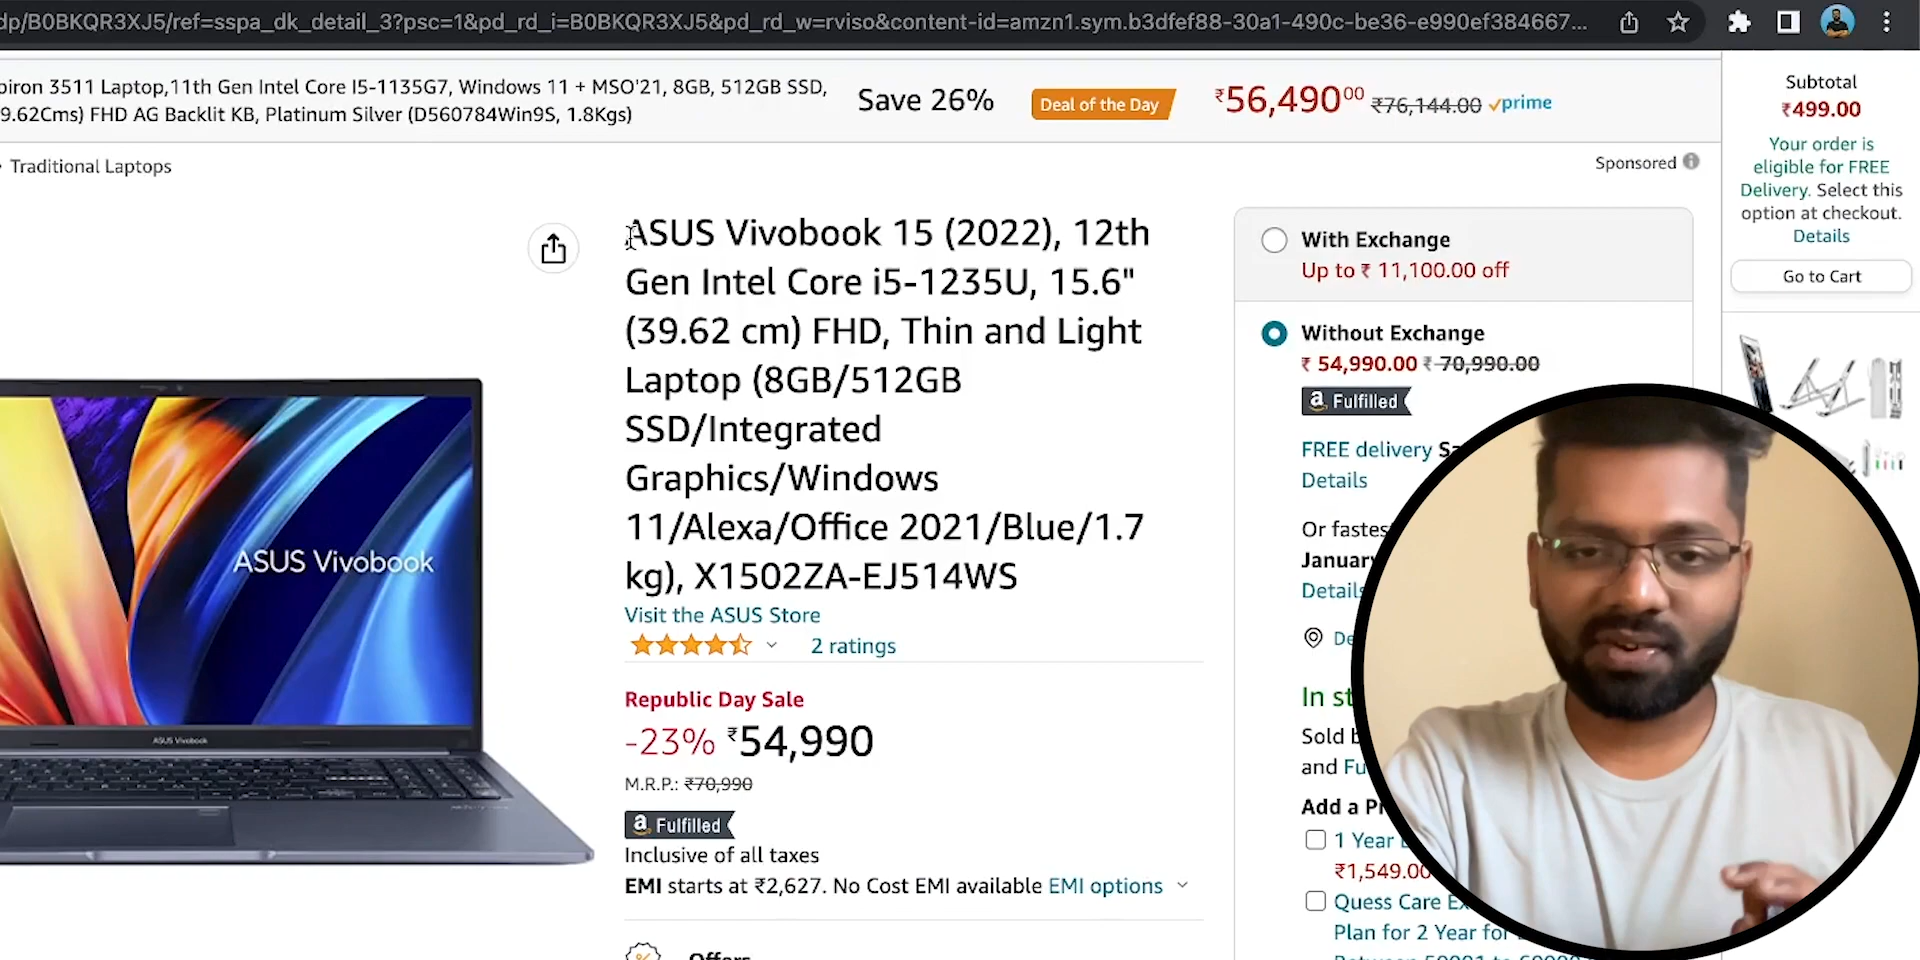 dp/B0BKQR3XJ5/ref=sspa_dk_detail_3?psc=1&pd_rd_i=B0BKQR3XJ5&pd_rd_w=rviso&content-id=amzn1.sym.b3dfef88-30a1-490c-be36-e990ef384667...
piron 3511 Laptop,11th Gen Intel Core I5-1135G7, Windows 11 + MSO'21, 8GB, 512GB SSD,
9.62Cms) FHD AG Backlit KB, Platinum Silver (D560784Win9S, 1.8Kgs)
Save 26%
Deal of the Day
₹56,490⁰⁰ ₹76,144.00 prime
Subtotal
₹499.00
Your order is
eligible for FREE
Delivery. Select this
option at checkout.
Details
Go to Cart
› Traditional Laptops
Sponsored
ASUS Vivobook 15 (2022), 12th
Gen Intel Core i5-1235U, 15.6"
(39.62 cm) FHD, Thin and Light
Laptop (8GB/512GB
SSD/Integrated
Graphics/Windows
11/Alexa/Office 2021/Blue/1.7
kg), X1502ZA-EJ514WS
Visit the ASUS Store
2 ratings
Republic Day Sale
-23% ₹54,990
M.R.P.: ₹70,990
a Fulfilled
Inclusive of all taxes
EMI starts at ₹2,627. No Cost EMI available EMI options
Offers
ASUS Vivobook
ASUS Vivobook
With Exchange
Up to ₹ 11,100.00 off
Without Exchange
₹ 54,990.00 ₹ 70,990.00
a Fulfilled
FREE delivery Sa
Details
Or fastes
January
Details
De
In st
Sold b
and Fu
Add a Pr
1 Year
₹1,549.00
Quess Care Ex
Plan for 2 Year for